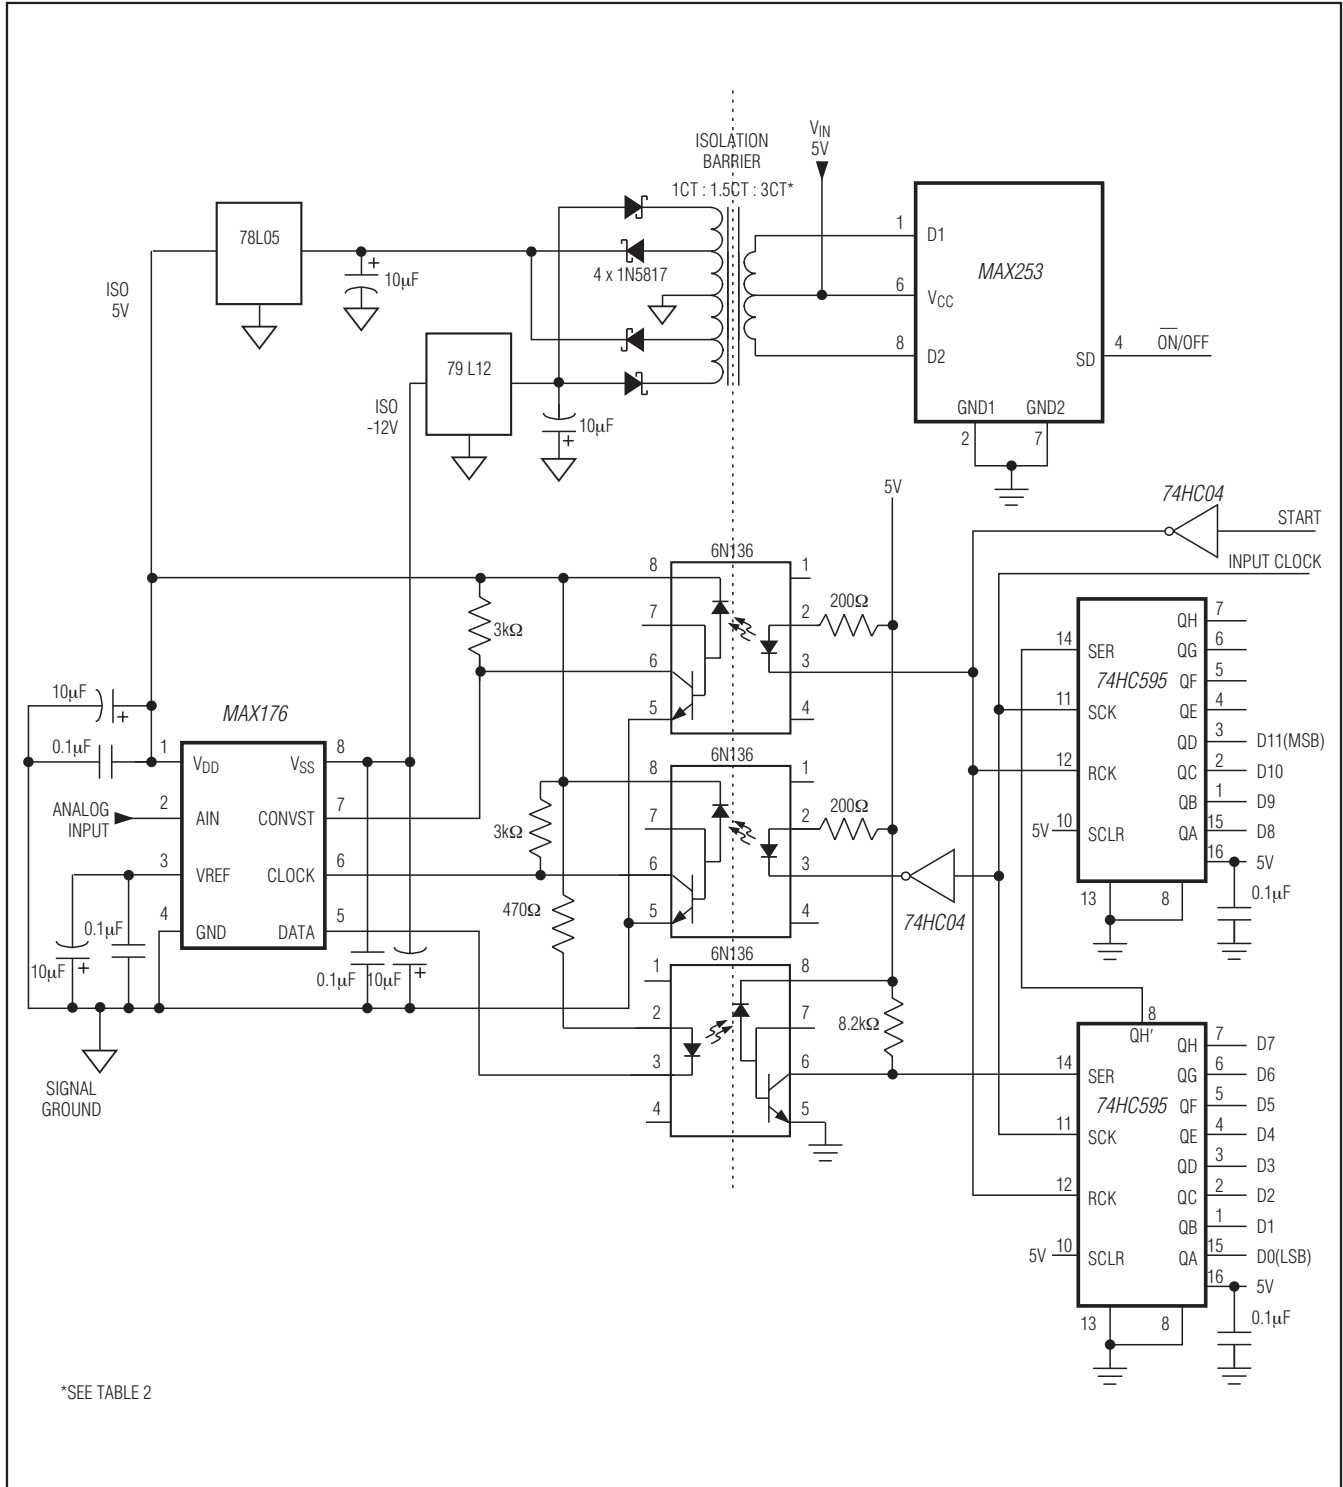 ISOLATION
BARRIER
1CT : 1.5CT : 3CT*
VIN
5V
78L05
10µF
+
ISO
5V
4 x 1N5817
79 L12
ISO
-12V
10µF
+
MAX253
1
D1
6
VCC
8
D2
SD
4
ON/OFF
GND1
GND2
2
7
5V
74HC04
START
INPUT CLOCK
6N136
8
7
6
5
1
2
3
4
200Ω
3kΩ
10µF
+
0.1µF
MAX176
1
VDD
VSS
8
ANALOG
INPUT
2
AIN
CONVST
7
3
VREF
CLOCK
6
4
GND
DATA
5
0.1µF
10µF
+
0.1µF
10µF
+
SIGNAL
GROUND
6N136
8
7
6
5
1
2
3
4
200Ω
3kΩ
470Ω
74HC04
6N136
1
2
3
4
8
7
6
5
8.2kΩ
74HC595
14
SER
11
SCK
12
RCK
5V
10
SCLR
QH
7
QG
6
QF
5
QE
4
QD
3
D11(MSB)
QC
2
D10
QB
1
D9
QA
15
D8
16
5V
0.1µF
13
8
8
QH′
74HC595
14
SER
11
SCK
12
RCK
5V
10
SCLR
QH
7
D7
QG
6
D6
QF
5
D5
QE
4
D4
QD
3
D3
QC
2
D2
QB
1
D1
QA
15
D0(LSB)
16
5V
0.1µF
13
8
*SEE TABLE 2